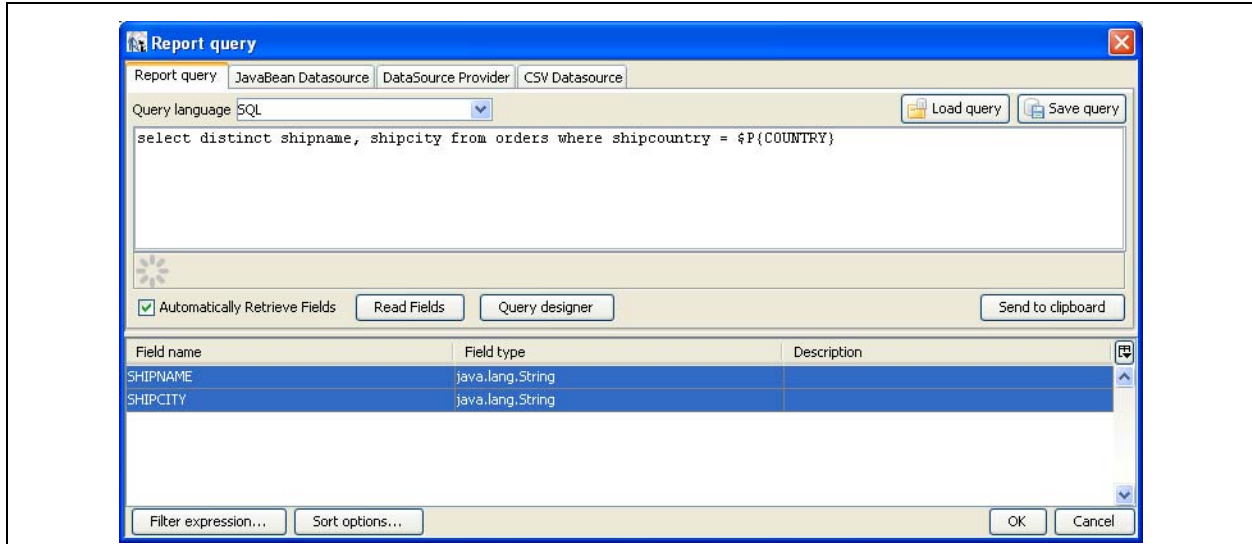 Report query
Report query JavaBean Datasource DataSource Provider CSV Datasource
Query language SQL Load query Save query
select distinct shipname, shipcity from orders where shipcountry = $P{COUNTRY}
Automatically Retrieve Fields Read Fields Query designer Send to clipboard
Field name Field type Description
SHIPNAME java.lang.String
SHIPCITY java.lang.String
Filter expression... Sort options... OK Cancel